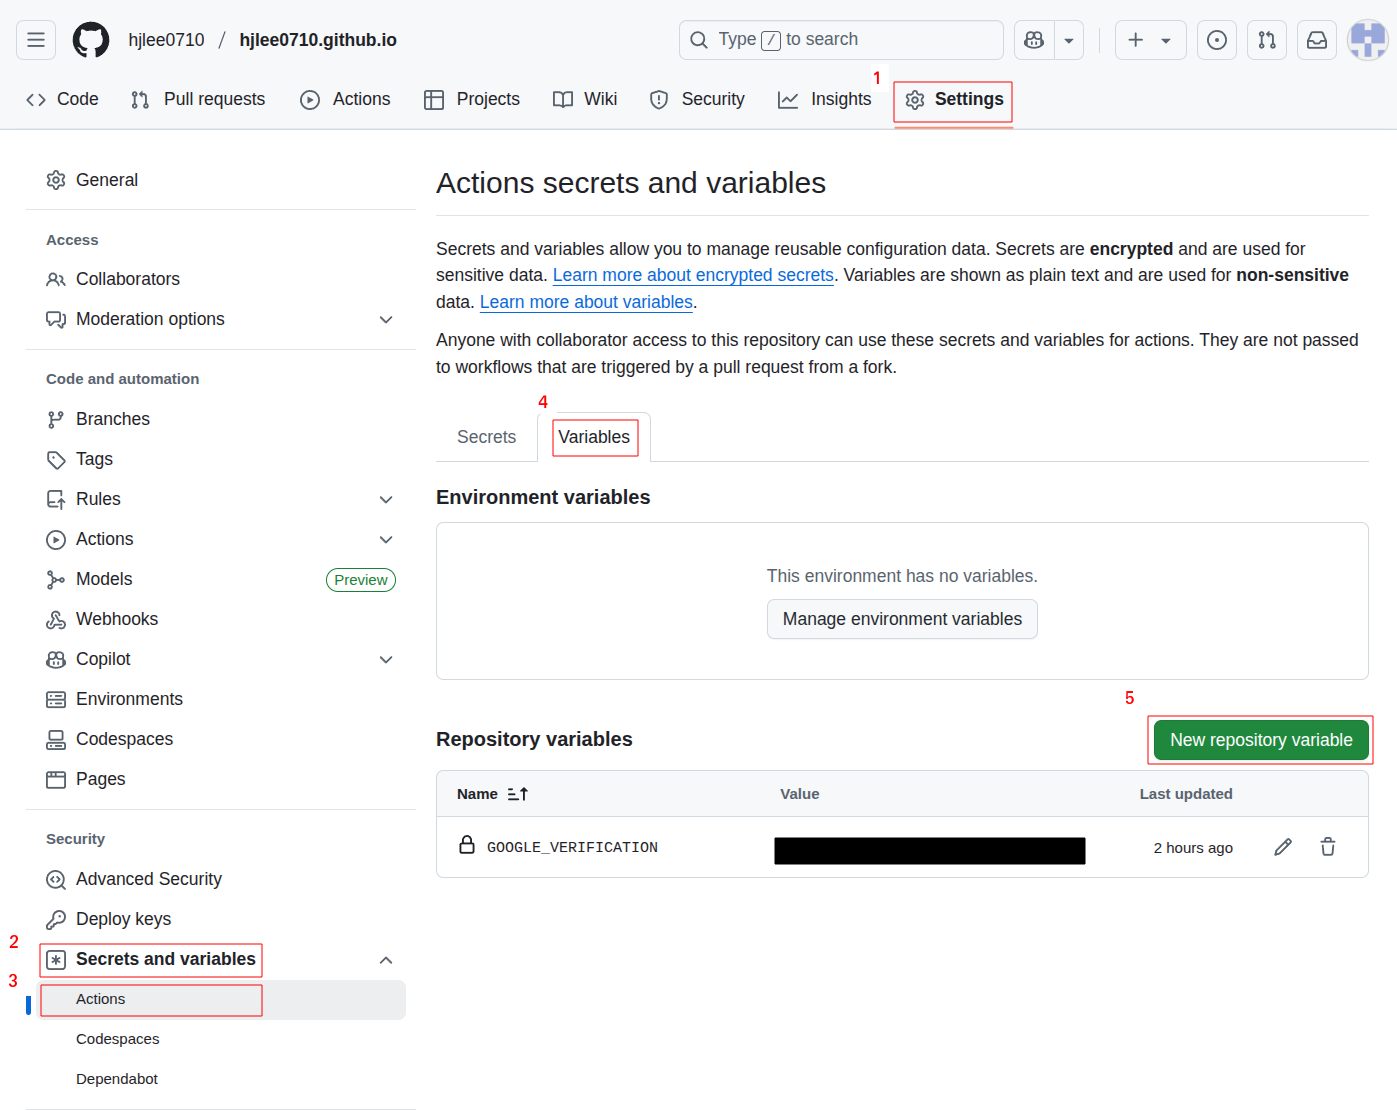 hjlee0710 / hjlee0710.github.io
Type / to search
1
Code
Pull requests
Actions
Projects
Wiki
Security
Insights
Settings
General
Access
Collaborators
Moderation options
Code and automation
Branches
Tags
Rules
Actions
Models
Preview
Webhooks
Copilot
Environments
Codespaces
Pages
Security
Advanced Security
Deploy keys
2
Secrets and variables
3
Actions
Codespaces
Dependabot
Actions secrets and variables
Secrets and variables allow you to manage reusable configuration data. Secrets are encrypted and are used for
sensitive data. Learn more about encrypted secrets. Variables are shown as plain text and are used for non-sensitive
data. Learn more about variables.
Anyone with collaborator access to this repository can use these secrets and variables for actions. They are not passed
to workflows that are triggered by a pull request from a fork.
4
Secrets
Variables
Environment variables
This environment has no variables.
Manage environment variables
5
Repository variables
New repository variable
Name
Value
Last updated
GOOGLE_VERIFICATION
2 hours ago